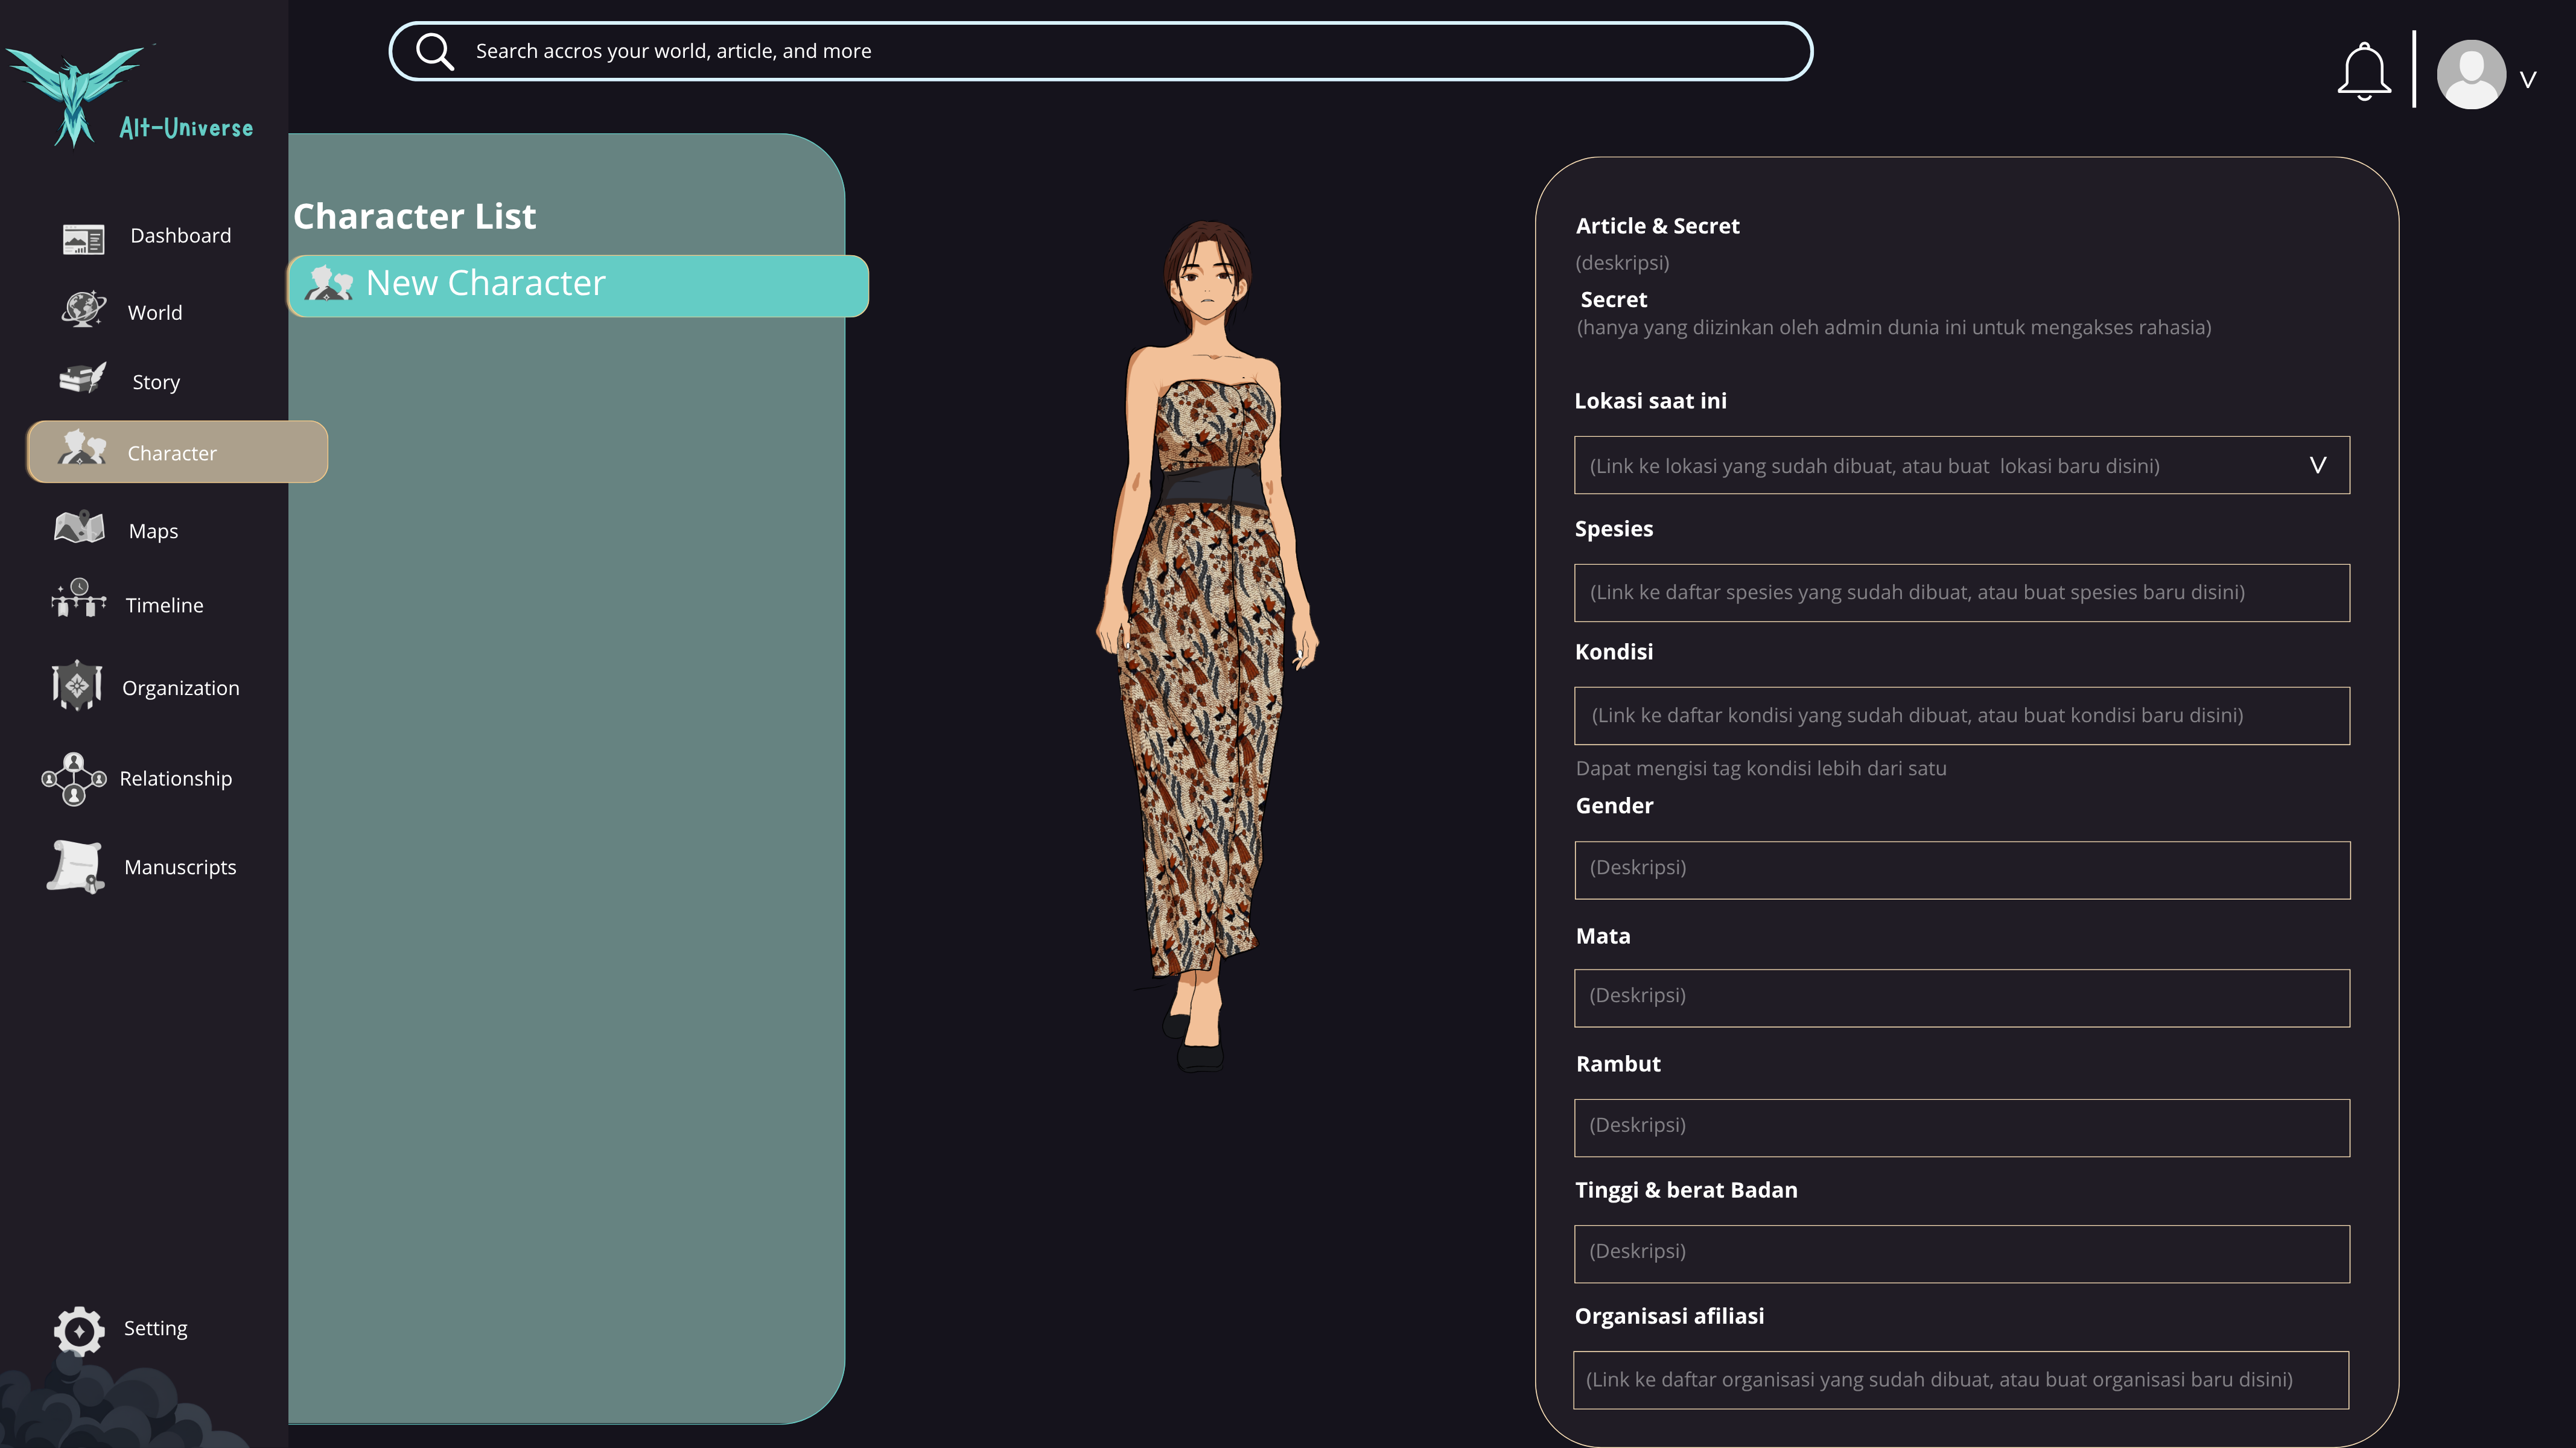 Alt-Universe
Search accros your world, article, and more
V
Dashboard
World
Story
Character
Maps
Timeline
Organization
Relationship
Manuscripts
Setting
Character List
New Character
Article & Secret
(deskripsi)
Secret
(hanya yang diizinkan oleh admin dunia ini untuk mengakses rahasia)
Lokasi saat ini
(Link ke lokasi yang sudah dibuat, atau buat lokasi baru disini) V
Spesies
(Link ke daftar spesies yang sudah dibuat, atau buat spesies baru disini)
Kondisi
(Link ke daftar kondisi yang sudah dibuat, atau buat kondisi baru disini)
Dapat mengisi tag kondisi lebih dari satu
Gender
(Deskripsi)
Mata
(Deskripsi)
Rambut
(Deskripsi)
Tinggi & berat Badan
(Deskripsi)
Organisasi afiliasi
(Link ke daftar organisasi yang sudah dibuat, atau buat organisasi baru disini)